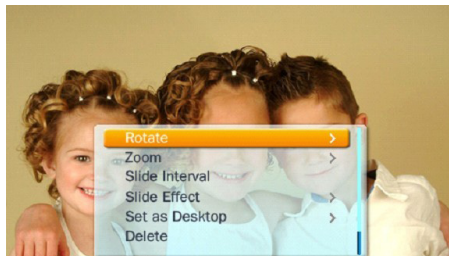 Rotate
Zoom
Slide Interval
Slide Effect
Set as Desktop
Delete